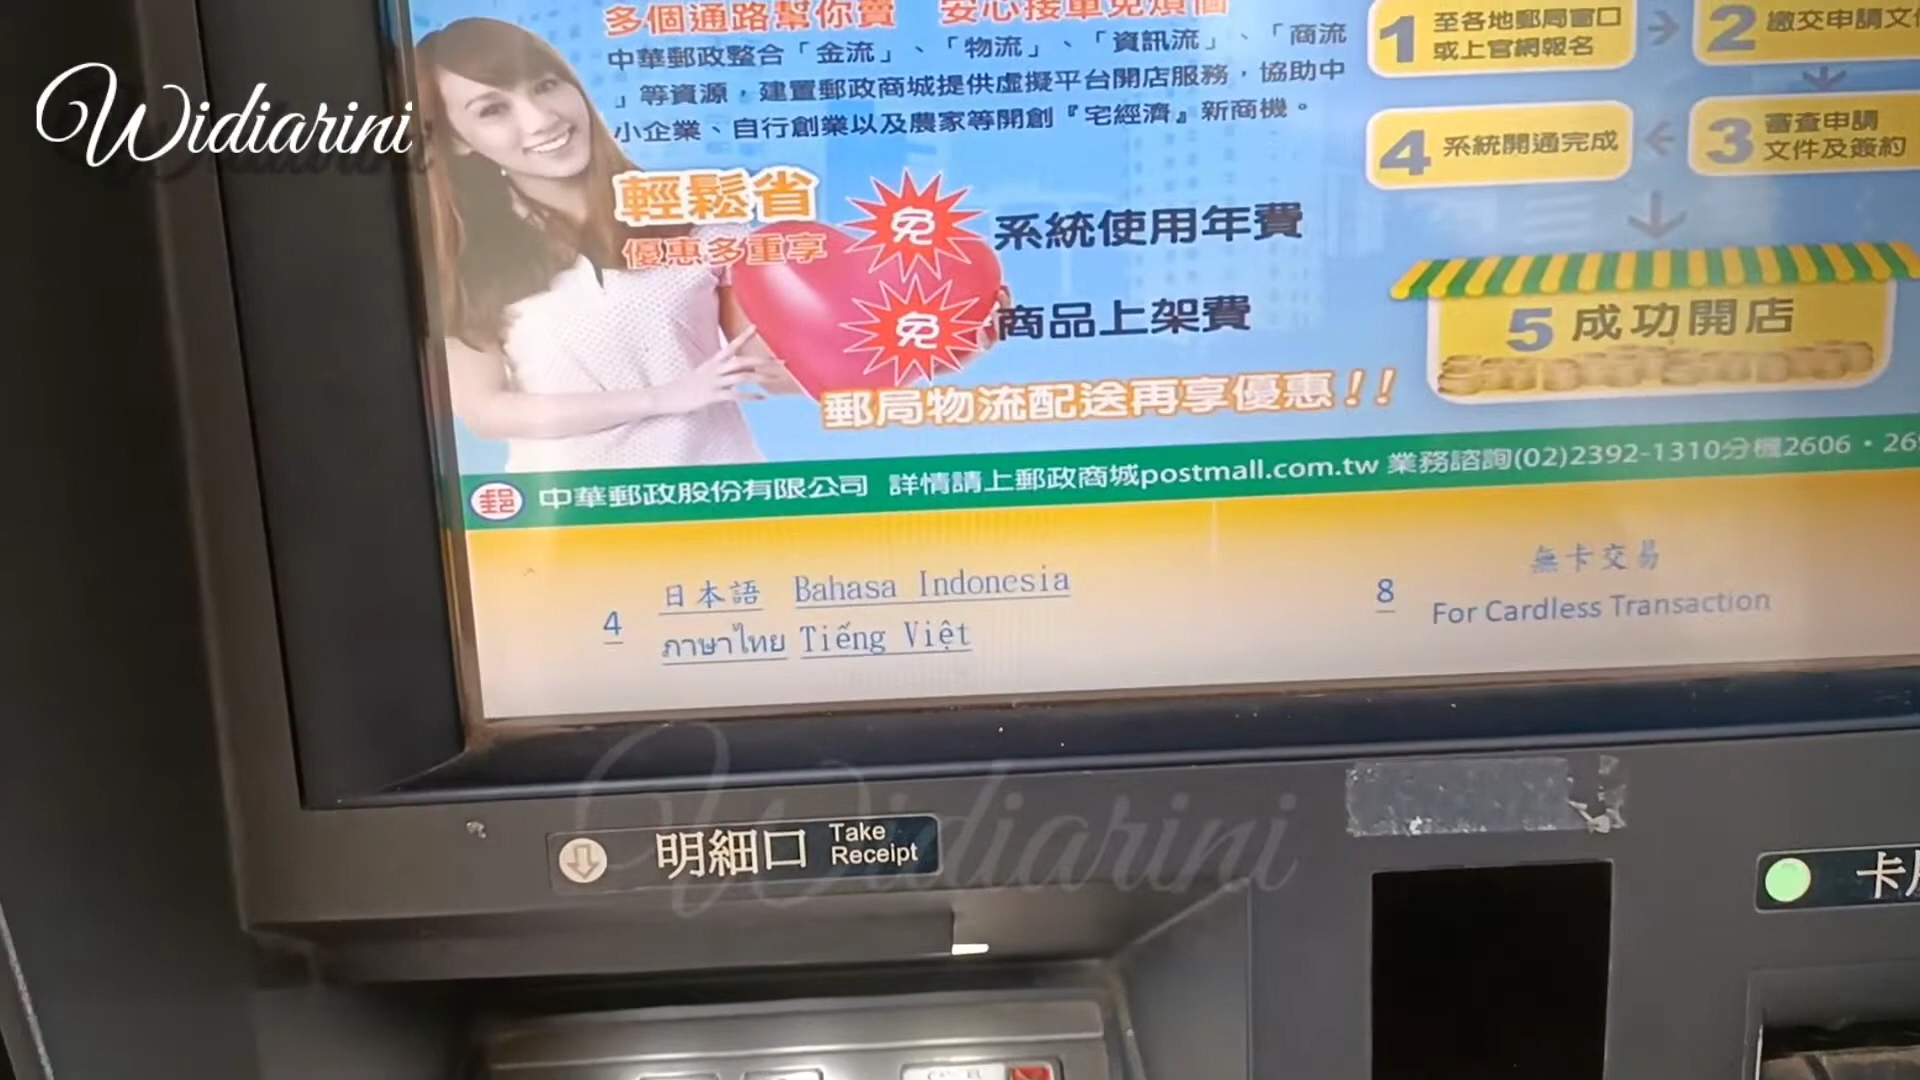 Widiarini
多個通路幫你賣 安心接單免煩惱
中華郵政整合「金流」、「物流」、「資訊流」、「商流
」等資源，建置郵政商城提供虛擬平台開店服務，協助中
小企業、自行創業以及農家等開創『宅經濟』新商機。
輕鬆省
優惠多重享
免 系統使用年費
免 商品上架費
郵局物流配送再享優惠！！
1 至各地郵局窗口
或上官網報名
2 繳交申請文件
3 審查申請
文件及簽約
4 系統開通完成
5 成功開店
中華郵政股份有限公司 詳情請上郵政商城postmall.com.tw 業務諮詢(02)2392-1310分機2606・26
4 日本語 Bahasa Indonesia
ภาษาไทย Tiếng Việt
8 無卡交易
For Cardless Transaction
Widiarini
明細口 Take
Receipt
卡